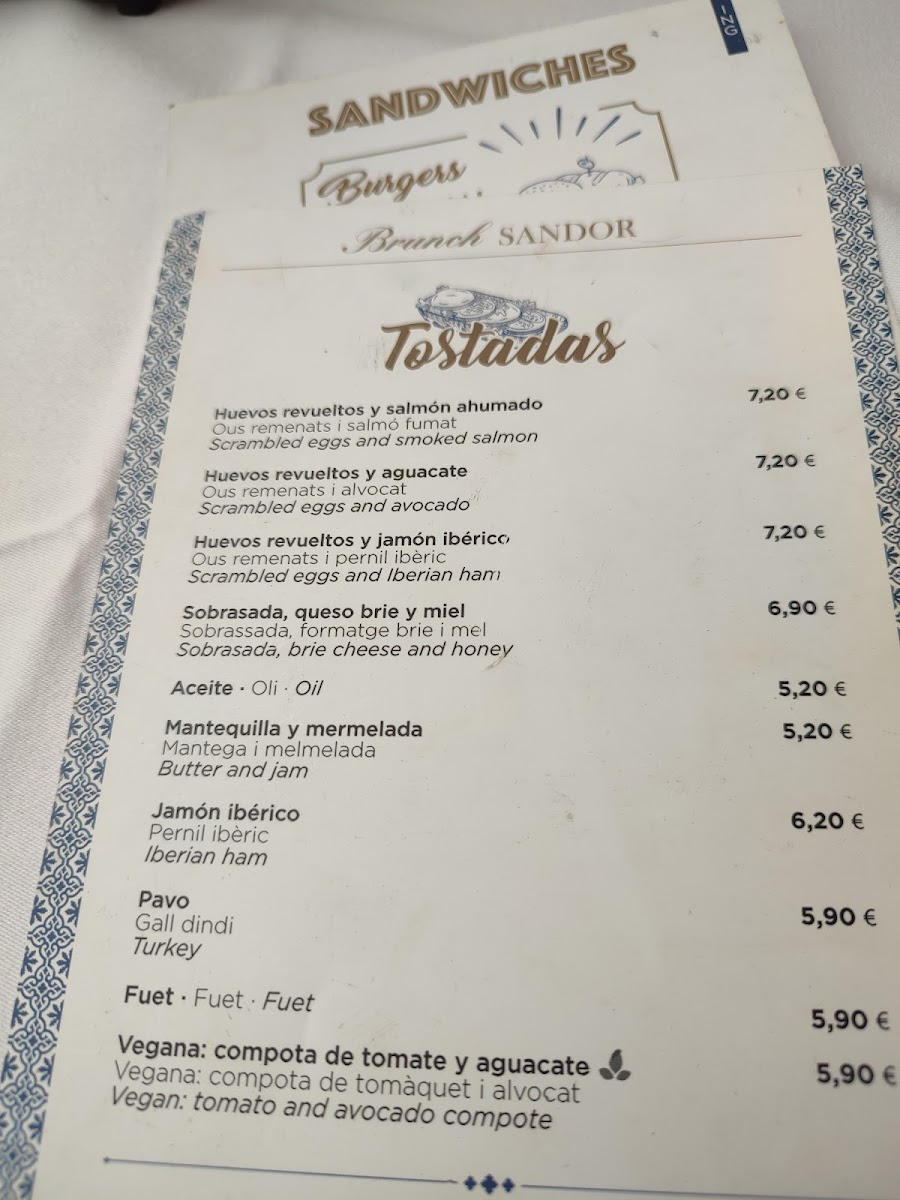 ING
SANDWICHES
Burgers
Brunch SANDOR
Tostadas
Huevos revueltos y salmón ahumado 7,20 €
Ous remenats i salmó fumat
Scrambled eggs and smoked salmon
Huevos revueltos y aguacate 7,20 €
Ous remenats i alvocat
Scrambled eggs and avocado
Huevos revueltos y jamón ibérico 7,20 €
Ous remenats i pernil ibèric
Scrambled eggs and Iberian ham
Sobrasada, queso brie y miel 6,90 €
Sobrassada, formatge brie i mel
Sobrasada, brie cheese and honey
Aceite · Oli · Oil 5,20 €
Mantequilla y mermelada 5,20 €
Mantega i melmelada
Butter and jam
Jamón ibérico 6,20 €
Pernil ibèric
Iberian ham
Pavo 5,90 €
Gall dindi
Turkey
Fuet · Fuet · Fuet 5,90 €
Vegana: compota de tomate y aguacate 5,90 €
Vegana: compota de tomàquet i alvocat
Vegan: tomato and avocado compote